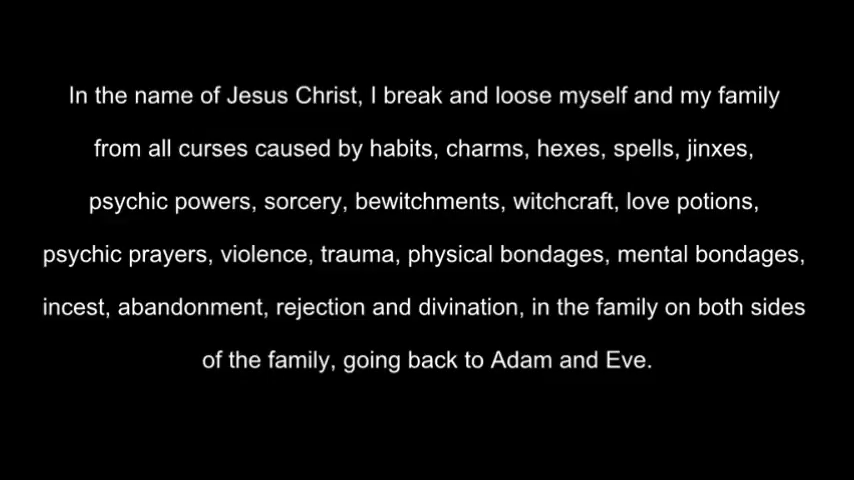 In the name of Jesus Christ, I break and loose myself and my family
from all curses caused by habits, charms, hexes, spells, jinxes,
psychic powers, sorcery, bewitchments, witchcraft, love potions,
psychic prayers, violence, trauma, physical bondages, mental bondages,
incest, abandonment, rejection and divination, in the family on both sides
of the family, going back to Adam and Eve.